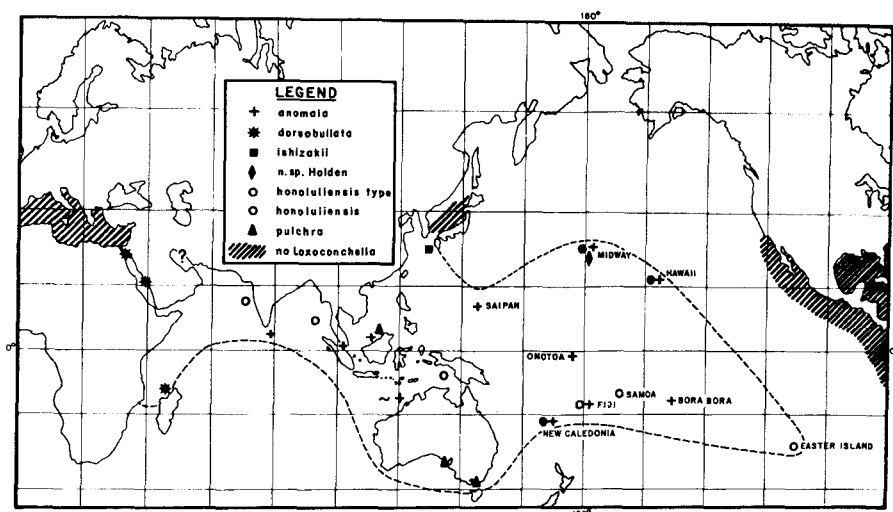 180°
LEGEND
anomala
dorsobullata
ishizakii
n.sp. Holden
honoluliensis type
honoluliensis
pulchra
no Loxoconchella
?
MIDWAY
HAWAII
SAIPAN
0°
ONOTOA
SAMOA
FIJI
BORA BORA
NEW CALEDONIA
EASTER ISLAND